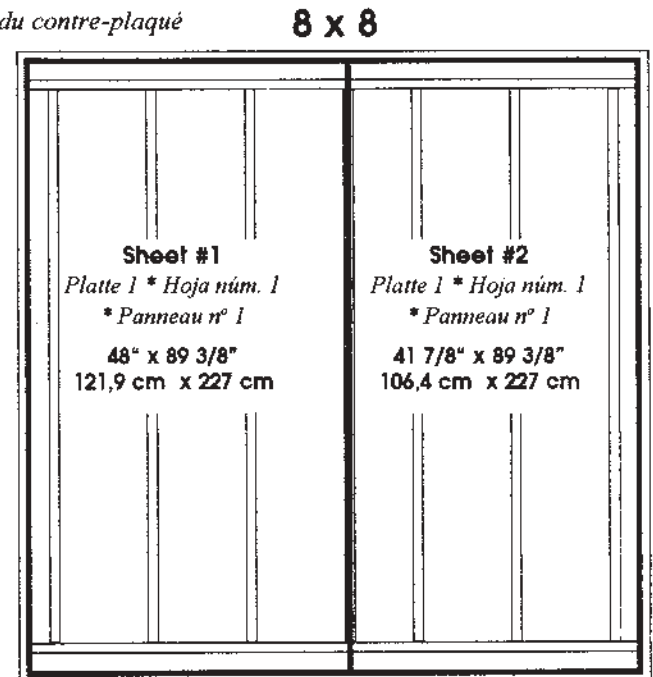 du contre-plaqué
8 x 8
Sheet #1
Platte 1 * Hoja núm. 1
* Panneau nº 1
48" x 89 3/8"
121,9 cm x 227 cm
Sheet #2
Platte 1 * Hoja núm. 1
* Panneau nº 1
41 7/8" x 89 3/8"
106,4 cm x 227 cm